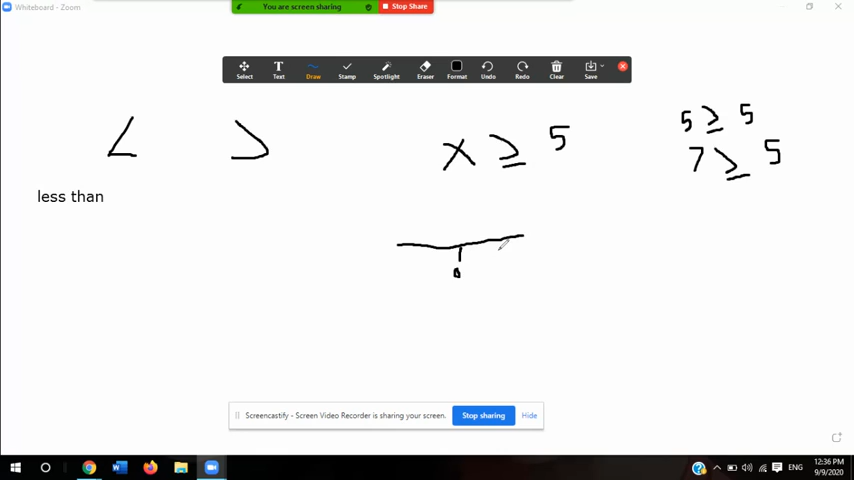 Whiteboard - Zoom
You are screen sharing
Stop Share
Select Text Draw Stamp Spotlight Eraser Format Undo Redo Clear Save
< >
x ≥ 5
5 ≥ 5
7 ≥ 5
less than
0
Screencastify - Screen Video Recorder is sharing your screen. Stop sharing Hide
ENG
12:36 PM
9/9/2020